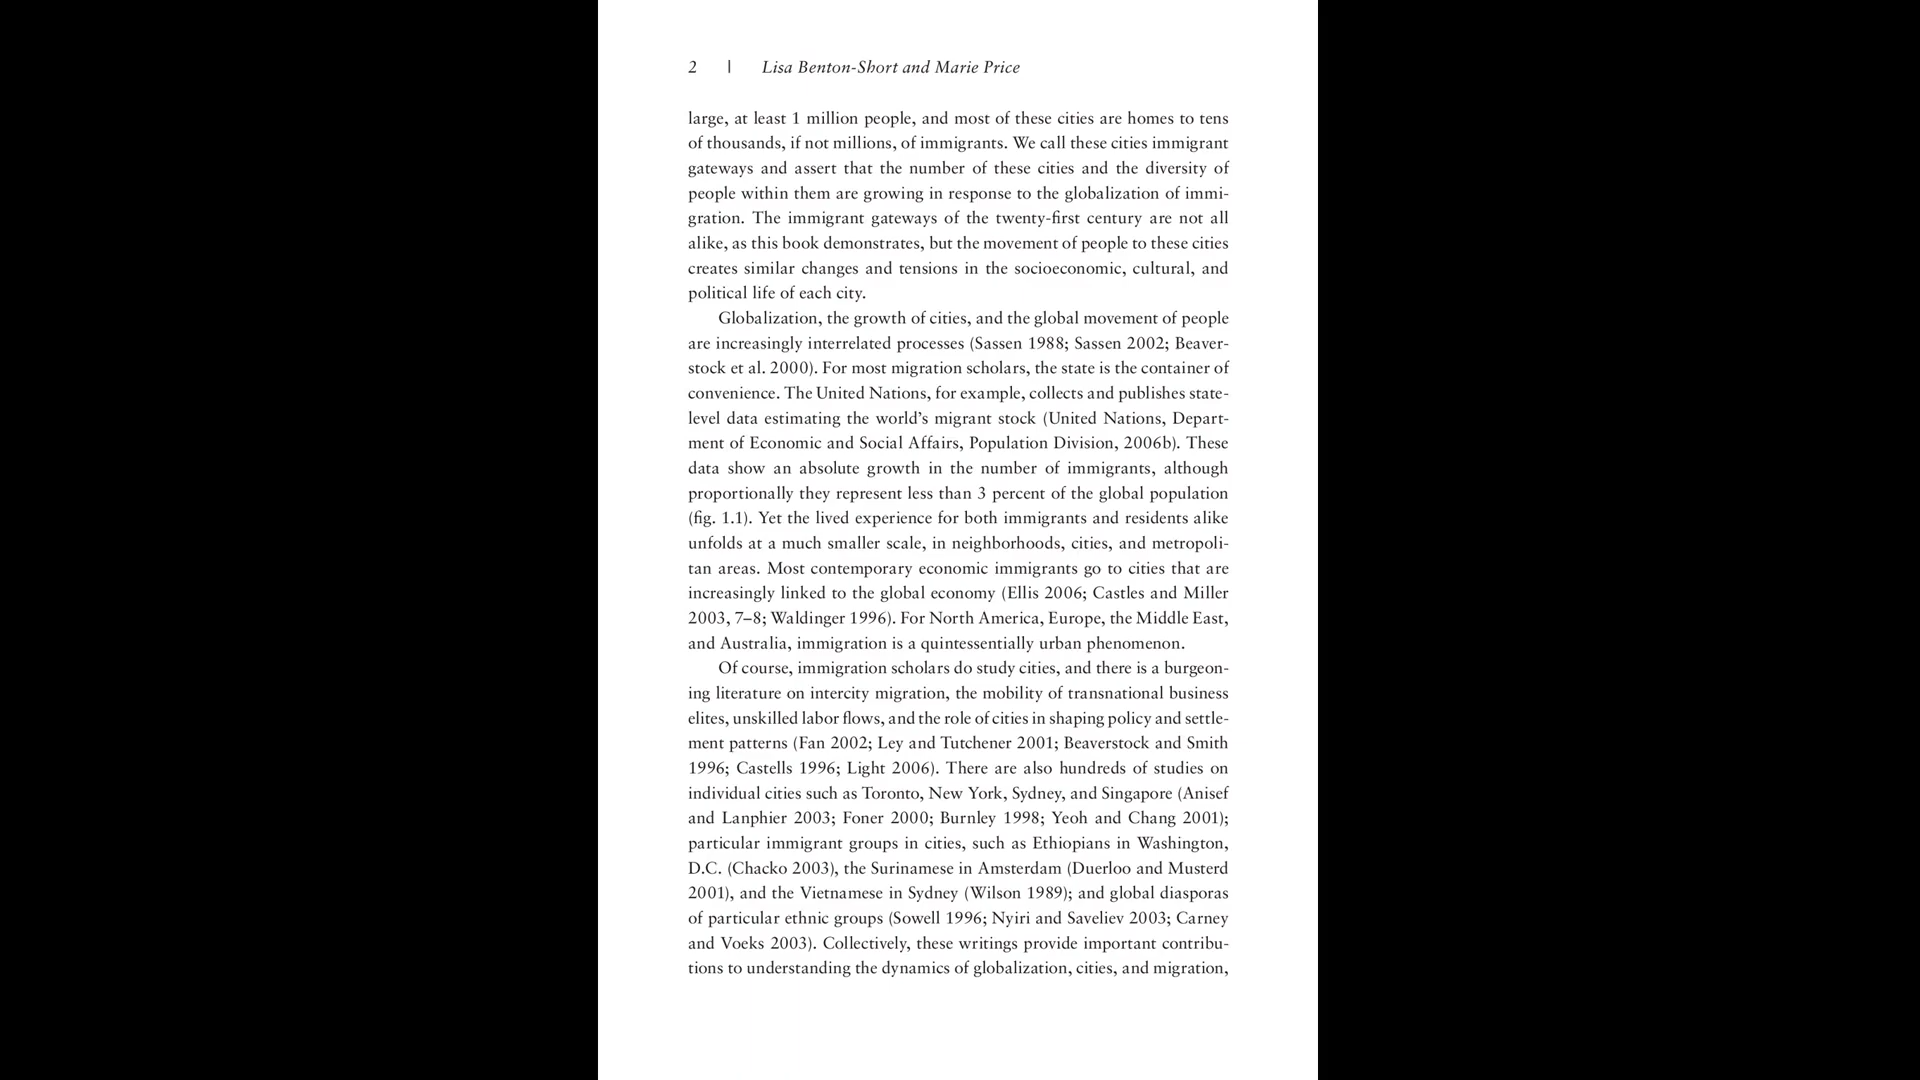 2 | Lisa Benton-Short and Marie Price
large, at least 1 million people, and most of these cities are homes to tens
of thousands, if not millions, of immigrants. We call these cities immigrant
gateways and assert that the number of these cities and the diversity of
people within them are growing in response to the globalization of immi-
gration. The immigrant gateways of the twenty-first century are not all
alike, as this book demonstrates, but the movement of people to these cities
creates similar changes and tensions in the socioeconomic, cultural, and
political life of each city.
Globalization, the growth of cities, and the global movement of people
are increasingly interrelated processes (Sassen 1988; Sassen 2002; Beaver-
stock et al. 2000). For most migration scholars, the state is the container of
convenience. The United Nations, for example, collects and publishes state-
level data estimating the world’s migrant stock (United Nations, Depart-
ment of Economic and Social Affairs, Population Division, 2006b). These
data show an absolute growth in the number of immigrants, although
proportionally they represent less than 3 percent of the global population
(fig. 1.1). Yet the lived experience for both immigrants and residents alike
unfolds at a much smaller scale, in neighborhoods, cities, and metropoli-
tan areas. Most contemporary economic immigrants go to cities that are
increasingly linked to the global economy (Ellis 2006; Castles and Miller
2003, 7–8; Waldinger 1996). For North America, Europe, the Middle East,
and Australia, immigration is a quintessentially urban phenomenon.
Of course, immigration scholars do study cities, and there is a burgeon-
ing literature on intercity migration, the mobility of transnational business
elites, unskilled labor flows, and the role of cities in shaping policy and settle-
ment patterns (Fan 2002; Ley and Tutchener 2001; Beaverstock and Smith
1996; Castells 1996; Light 2006). There are also hundreds of studies on
individual cities such as Toronto, New York, Sydney, and Singapore (Anisef
and Lanphier 2003; Foner 2000; Burnley 1998; Yeoh and Chang 2001);
particular immigrant groups in cities, such as Ethiopians in Washington,
D.C. (Chacko 2003), the Surinamese in Amsterdam (Duerloo and Musterd
2001), and the Vietnamese in Sydney (Wilson 1989); and global diasporas
of particular ethnic groups (Sowell 1996; Nyiri and Saveliev 2003; Carney
and Voeks 2003). Collectively, these writings provide important contribu-
tions to understanding the dynamics of globalization, cities, and migration,